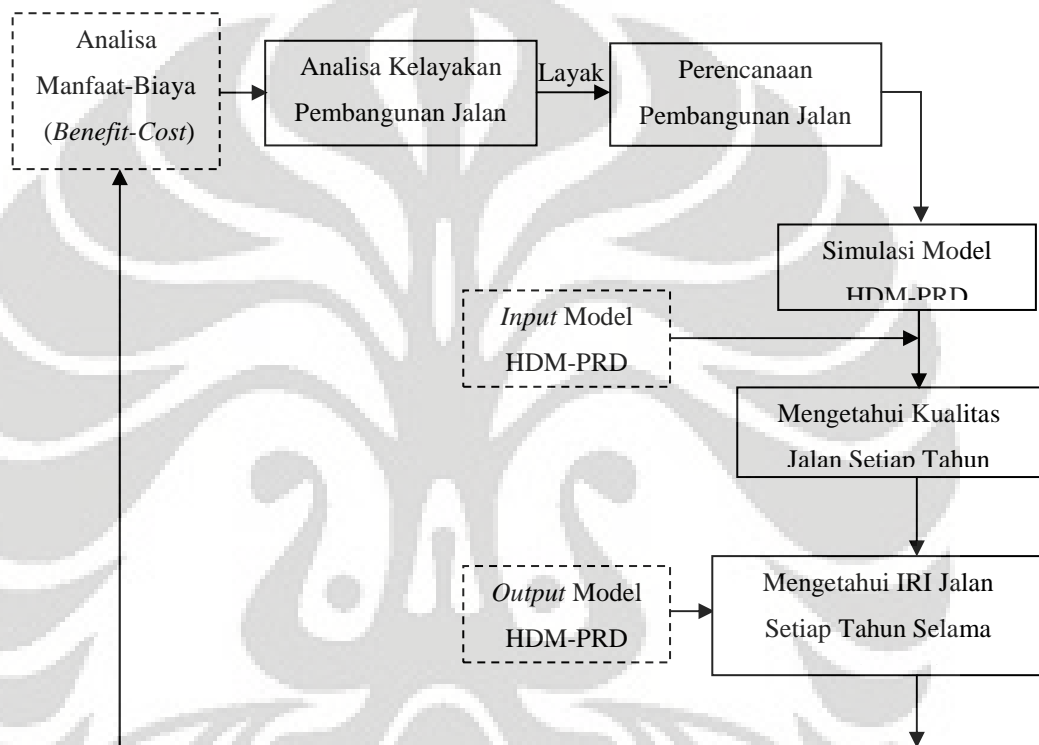 Analisa
Manfaat-Biaya
(Benefit-Cost)
Analisa Kelayakan
Pembangunan Jalan
Layak
Perencanaan
Pembangunan Jalan
Simulasi Model
HDM-PRD
Input Model
HDM-PRD
Mengetahui Kualitas
Jalan Setiap Tahun
Output Model
HDM-PRD
Mengetahui IRI Jalan
Setiap Tahun Selama